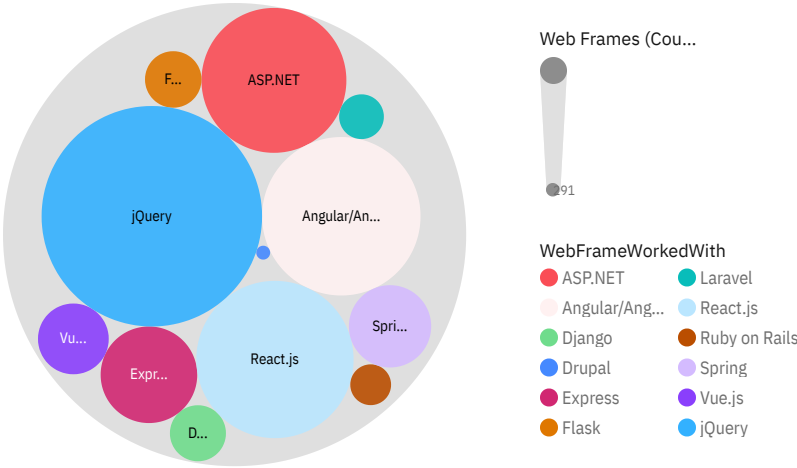 F...
ASP.NET
jQuery
Angular/An...
Spri...
Vu...
Expr...
React.js
D...
Web Frames (Cou...
291
WebFrameWorkedWith
ASP.NET
Laravel
Angular/Ang...
React.js
Django
Ruby on Rails
Drupal
Spring
Express
Vue.js
Flask
jQuery